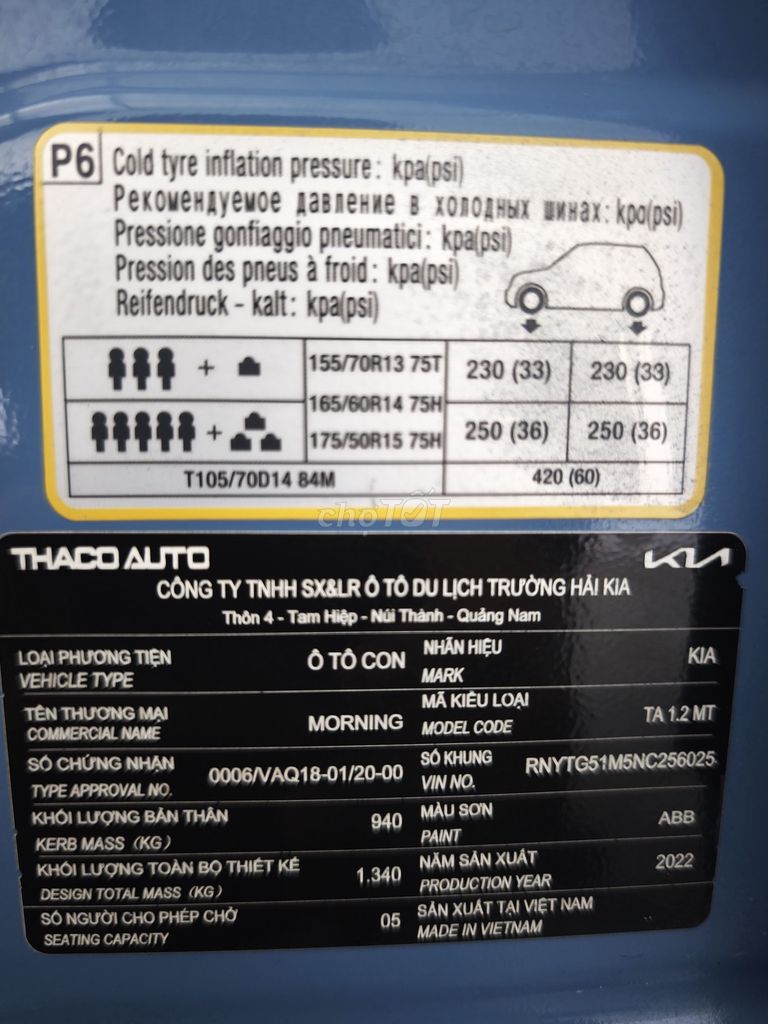 P6 Cold tyre inflation pressure: kpa(psi)
Рекомендуемое давление в холодных шинах: kpa(psi)
Pressione gonfiaggio pneumatici: kpa(psi)
Pression des pneus à froid: kpa(psi)
Reifendruck - kalt: kpa(psi)
+ 155/70R13 75T 230 (33) 230 (33)
165/60R14 75H
+ 175/50R15 75H 250 (36) 250 (36)
T105/70D14 84M 420 (60)
choTỐT
THACO AUTO KIA
CÔNG TY TNHH SX&LR Ô TÔ DU LỊCH TRƯỜNG HẢI KIA
Thôn 4 - Tam Hiệp - Núi Thành - Quảng Nam
LOẠI PHƯƠNG TIỆN Ô TÔ CON NHÃN HIỆU KIA
VEHICLE TYPE MARK
TÊN THƯƠNG MẠI MORNING MÃ KIỂU LOẠI TA 1.2 MT
COMMERCIAL NAME MODEL CODE
SỐ CHỨNG NHẬN 0006/VAQ18-01/20-00 SỐ KHUNG RNYTG51M5NC256025
TYPE APPROVAL NO. VIN NO.
KHỐI LƯỢNG BẢN THÂN 940 MÀU SƠN ABB
KERB MASS (KG) PAINT
KHỐI LƯỢNG TOÀN BỘ THIẾT KẾ 1.340 NĂM SẢN XUẤT 2022
DESIGN TOTAL MASS (KG) PRODUCTION YEAR
SỐ NGƯỜI CHO PHÉP CHỞ 05 SẢN XUẤT TẠI VIỆT NAM
SEATING CAPACITY MADE IN VIETNAM